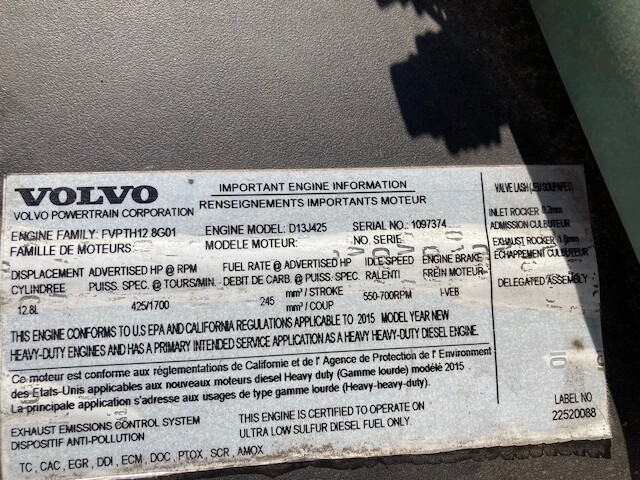 VOLVO
VOLVO POWERTRAIN CORPORATION
IMPORTANT ENGINE INFORMATION
RENSEIGNEMENTS IMPORTANTS MOTEUR
ENGINE FAMILY: FVPTH12.8G01 ENGINE MODEL: D13J425 SERIAL NO.: 1097374
FAMILLE DE MOTEURS: MODELE MOTEUR: NO. SERIE:
DISPLACEMENT ADVERTISED HP @ RPM FUEL RATE @ ADVERTISED HP IDLE SPEED ENGINE BRAKE
CYLINDREE PUISS. SPEC. @ TOURS/MIN. DEBIT DE CARB. @ PUISS. SPEC. RALENTI FREIN MOTEUR
12.8L 425/1700 245 mm³ / STROKE 550-700RPM I-VEB
mm³ / COUP
THIS ENGINE CONFORMS TO U.S EPA AND CALIFORNIA REGULATIONS APPLICABLE TO 2015 MODEL YEAR NEW
HEAVY-DUTY ENGINES AND HAS A PRIMARY INTENDED SERVICE APPLICATION AS A HEAVY HEAVY-DUTY DIESEL ENGINE.
Ce moteur est conforme aux réglementations de Californie et de l' Agence de Protection de l' Environment
des Etats-Unis applicables aux nouveaux moteurs diesel Heavy duty (Gamme lourde) modélé 2015
La principale application s'adresse aux usages de type gamme lourde (Heavy-heavy-duty).
EXHAUST EMISSIONS CONTROL SYSTEM
DISPOSITIF ANTI-POLLUTION
THIS ENGINE IS CERTIFIED TO OPERATE ON
ULTRA LOW SULFUR DIESEL FUEL ONLY.
TC , CAC , EGR , DDI , ECM , DOC , PTOX , SCR , AMOX
VALVE LASH (JEU SOUPAPES)
INLET ROCKER 0.2mm
ADMISSION CULBUTEUR
EXHAUST ROCKER 1.0mm
ECHAPPEMENT CULBUTEUR
DELEGATED ASSEMBLY
LABEL NO
22520088